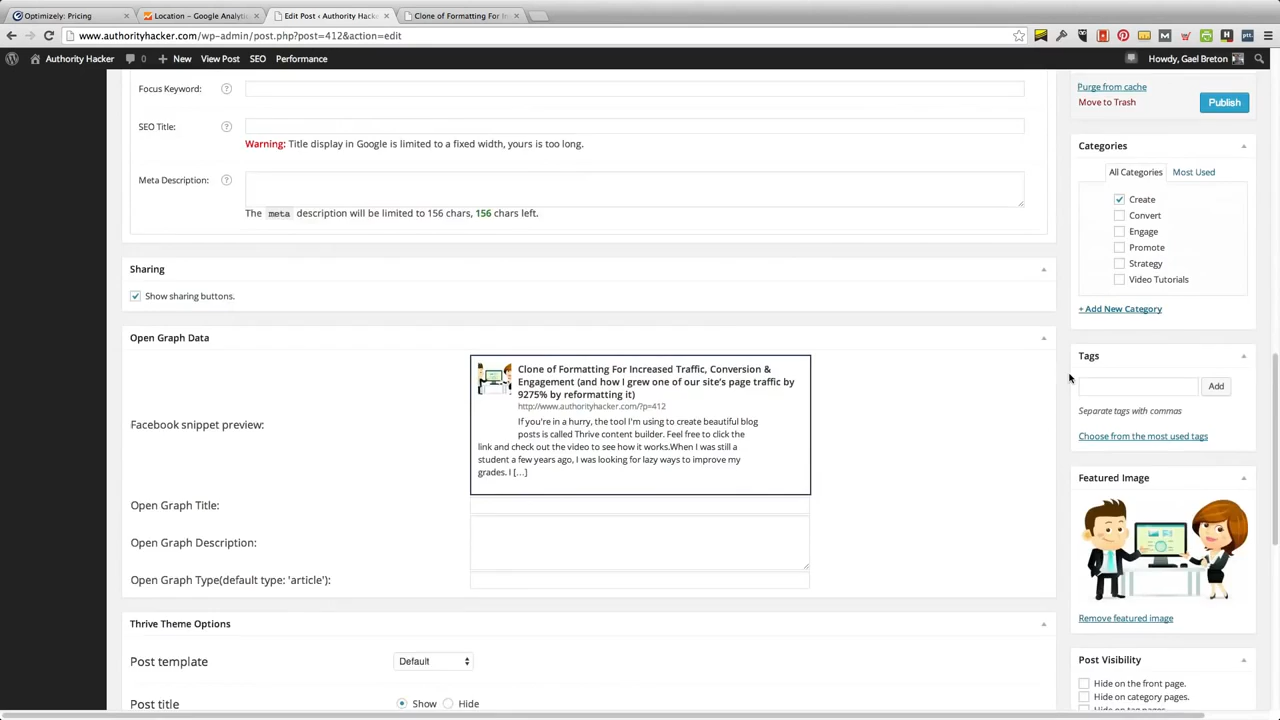 Optimizely: Pricing
Location – Google Analytic
Edit Post ‹ Authority Hacke
Clone of Formatting For In
www.authorityhacker.com/wp-admin/post.php?post=412&action=edit
Authority Hacker
0
+ New
View Post
SEO
Performance
Howdy, Gael Breton
Focus Keyword:
SEO Title:
Warning: Title display in Google is limited to a fixed width, yours is too long.
Meta Description:
The meta description will be limited to 156 chars, 156 chars left.
Sharing
Show sharing buttons.
Open Graph Data
Facebook snippet preview:
Clone of Formatting For Increased Traffic, Conversion &
Engagement (and how I grew one of our site's page traffic by
9275% by reformatting it)
http://www.authorityhacker.com/?p=412
If you're in a hurry, the tool I'm using to create beautiful blog
posts is called Thrive content builder. Feel free to click the
link and check out the video to see how it works.When I was still a
student a few years ago, I was looking for lazy ways to improve my
grades. I […]
Open Graph Title:
Open Graph Description:
Open Graph Type(default type: 'article'):
Thrive Theme Options
Post template
Default
Post title
Show
Hide
Purge from cache
Move to Trash
Publish
Categories
All Categories
Most Used
Create
Convert
Engage
Promote
Strategy
Video Tutorials
+ Add New Category
Tags
Add
Separate tags with commas
Choose from the most used tags
Featured Image
Remove featured image
Post Visibility
Hide on the front page.
Hide on category pages.
Hide on tag pages.